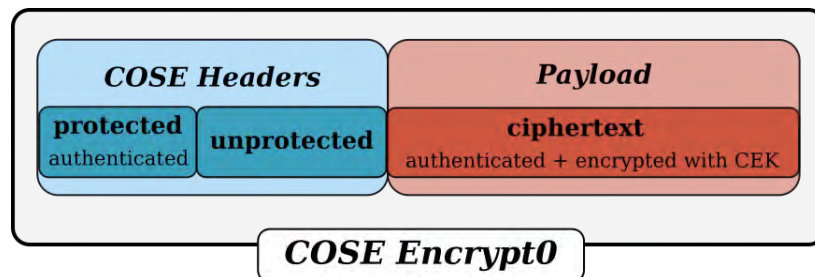 COSE Headers
protected
authenticated
unprotected
Payload
ciphertext
authenticated + encrypted with CEK
COSE Encrypt0